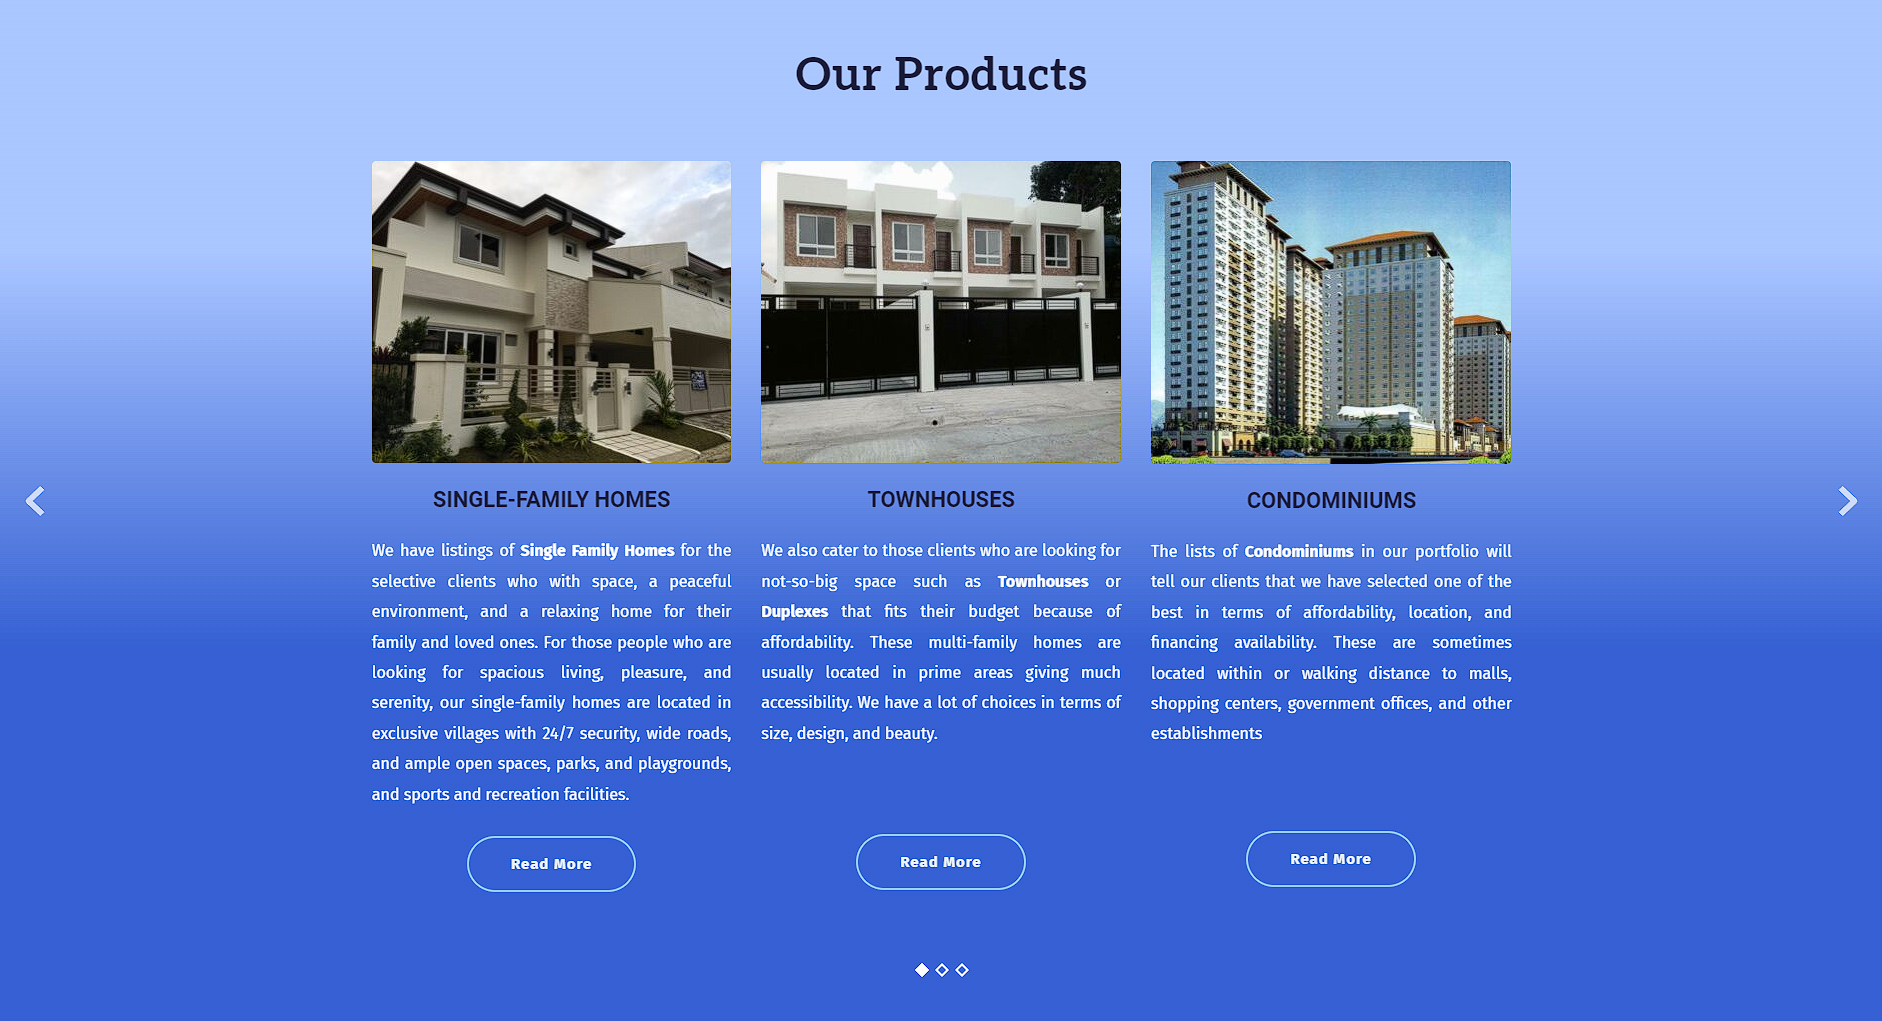 Our Products
SINGLE-FAMILY HOMES
We have listings of Single Family Homes for the
selective clients who with space, a peaceful
environment, and a relaxing home for their
family and loved ones. For those people who are
looking for spacious living, pleasure, and
serenity, our single-family homes are located in
exclusive villages with 24/7 security, wide roads,
and ample open spaces, parks, and playgrounds,
and sports and recreation facilities.
Read More
TOWNHOUSES
We also cater to those clients who are looking for
not-so-big space such as Townhouses or
Duplexes that fits their budget because of
affordability. These multi-family homes are
usually located in prime areas giving much
accessibility. We have a lot of choices in terms of
size, design, and beauty.
Read More
CONDOMINIUMS
The lists of Condominiums in our portfolio will
tell our clients that we have selected one of the
best in terms of affordability, location, and
financing availability. These are sometimes
located within or walking distance to malls,
shopping centers, government offices, and other
establishments
Read More